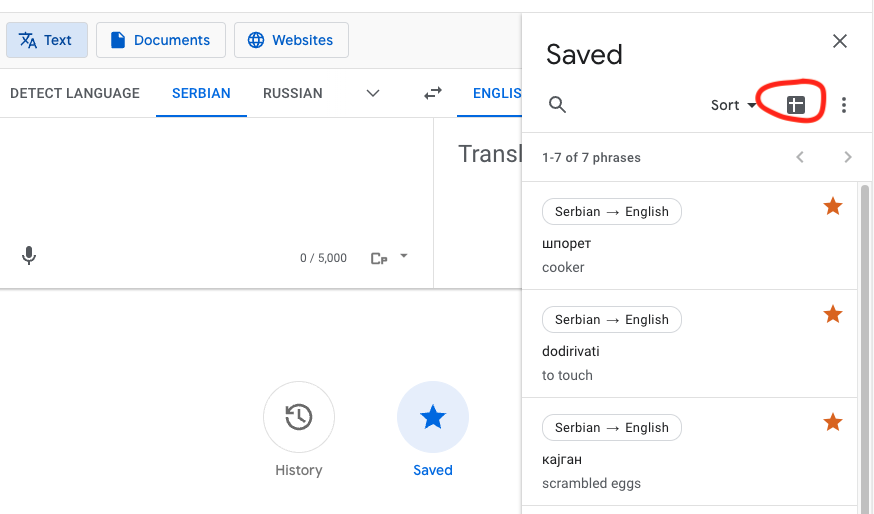 Text
Documents
Websites
Saved
DETECT LANGUAGE
SERBIAN
RUSSIAN
ENGLIS
Sort
Transl
1-7 of 7 phrases
Serbian → English
шпорет
cooker
0 / 5,000
Serbian → English
dodirivati
to touch
Serbian → English
кајган
scrambled eggs
History
Saved